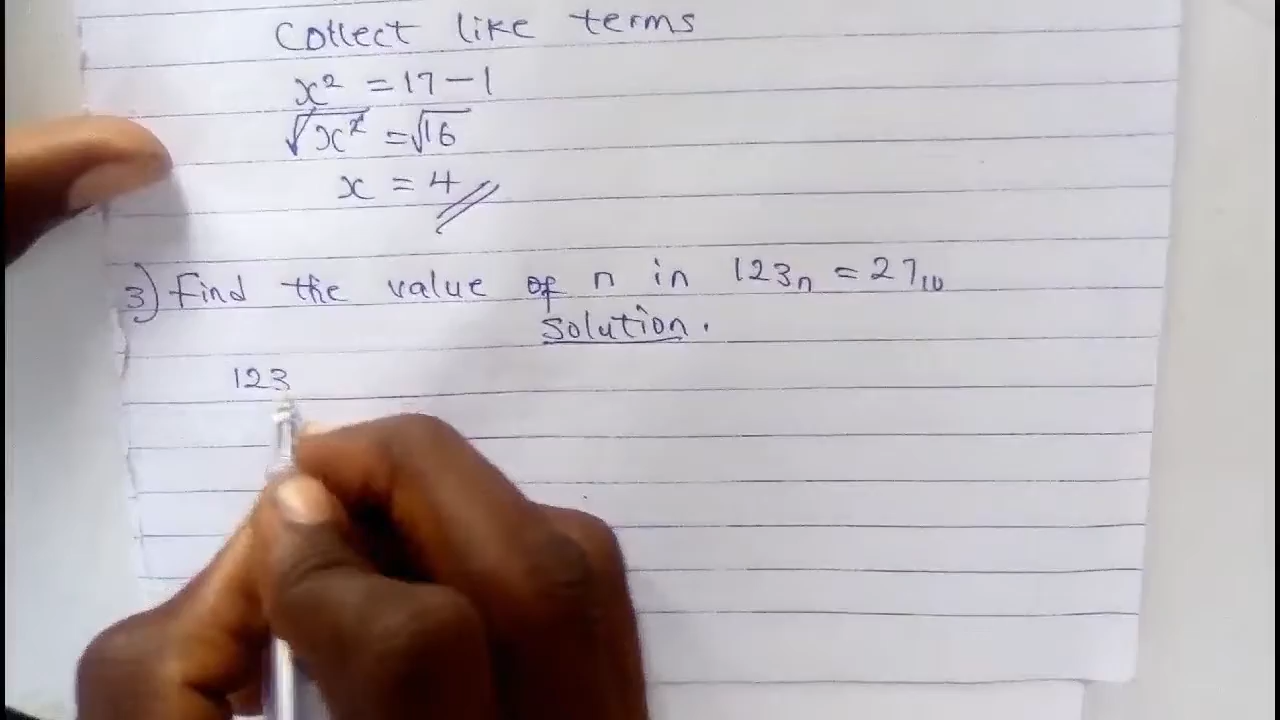 Collect like terms
x² = 17 - 1
√x² = √16
x = 4
3) Find the value of n in 123ₙ = 27₁₀
Solution.
123